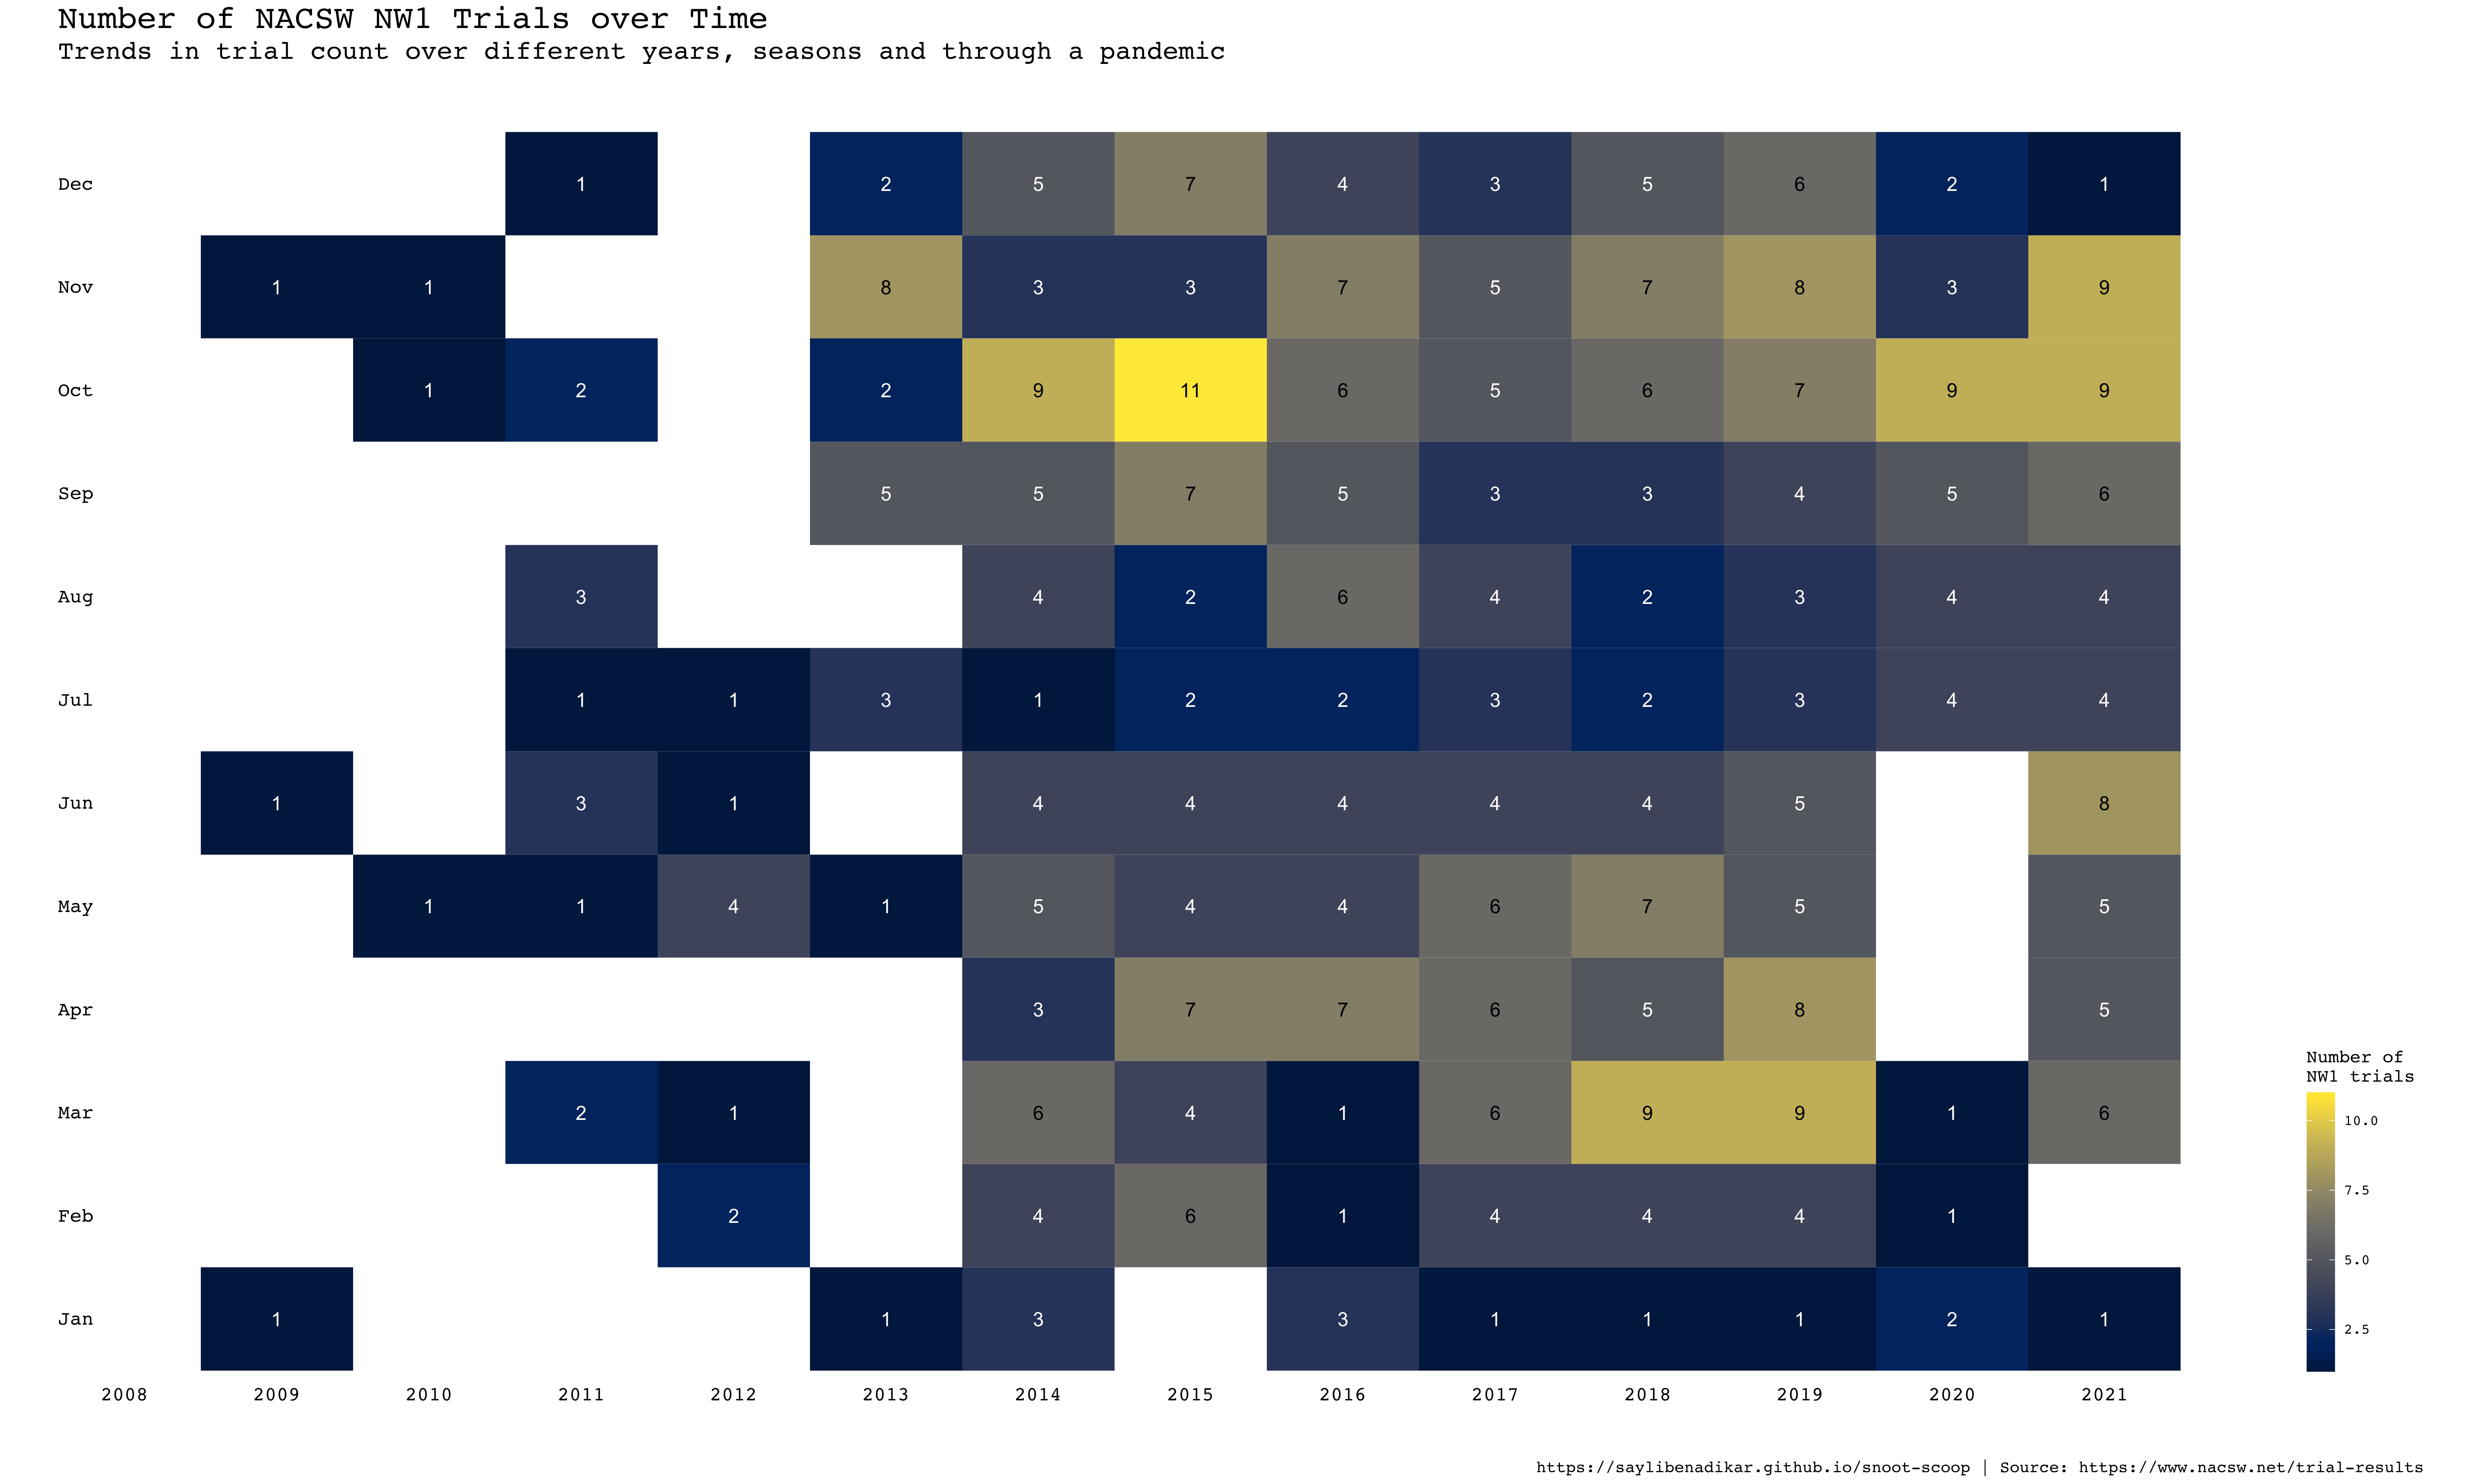 Number of NACSW NW1 Trials over Time
Trends in trial count over different years, seasons and through a pandemic
Dec 1 2 5 7 4 3 5 6 2 1
Nov 1 1 8 3 3 7 5 7 8 3 9
Oct 1 2 2 9 11 6 5 6 7 9 9
Sep 5 5 7 5 3 3 4 5 6
Aug 3 4 2 6 4 2 3 4 4
Jul 1 1 3 1 2 2 3 2 3 4 4
Jun 1 3 1 4 4 4 4 4 5 8
May 1 1 4 1 5 4 4 6 7 5 5
Apr 3 7 7 6 5 8 5
Mar 2 1 6 4 1 6 9 9 1 6
Feb 2 4 6 1 4 4 4 1
Jan 1 1 3 3 1 1 1 2 1
2008 2009 2010 2011 2012 2013 2014 2015 2016 2017 2018 2019 2020 2021
Number of
NW1 trials
10.0
7.5
5.0
2.5
https://saylibenadikar.github.io/snoot-scoop | Source: https://www.nacsw.net/trial-results